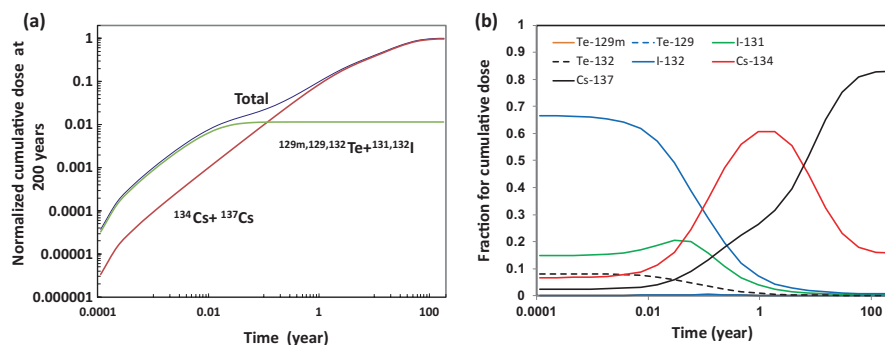 (a)
Normalized cumulative dose at
200 years
1
0.1
0.01
0.001
0.0001
0.00001
0.000001
Total
129m,129,132Te+131,132I
134Cs+ 137Cs
0.0001
0.01
1
100
Time (year)
(b)
Fraction for cumulative dose
1
0.9
0.8
0.7
0.6
0.5
0.4
0.3
0.2
0.1
0
Te-129m Te-129 I-131
Te-132 I-132 Cs-134
Cs-137
0.0001
0.01
1
100
Time (year)